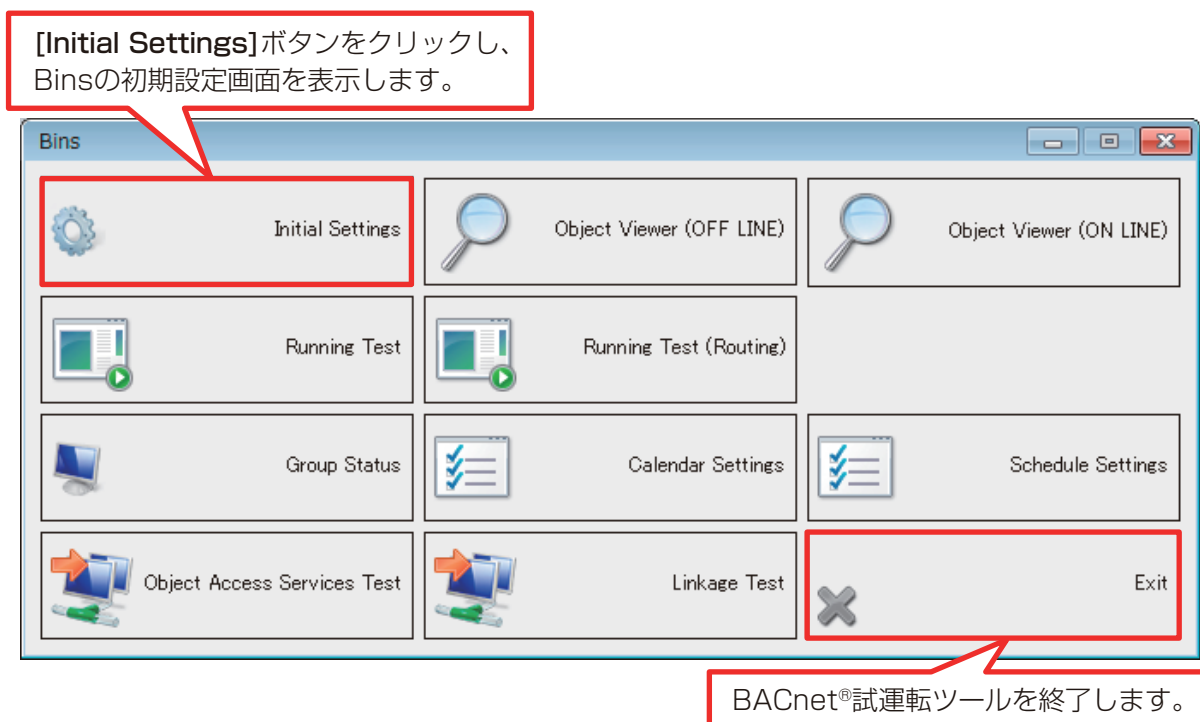 [Initial Settings]ボタンをクリックし、
Binsの初期設定画面を表示します。
Bins
Initial Settings
Object Viewer (OFF LINE)
Object Viewer (ON LINE)
Running Test
Running Test (Routing)
Group Status
Calendar Settings
Schedule Settings
Object Access Services Test
Linkage Test
Exit
BACnet®試運転ツールを終了します。